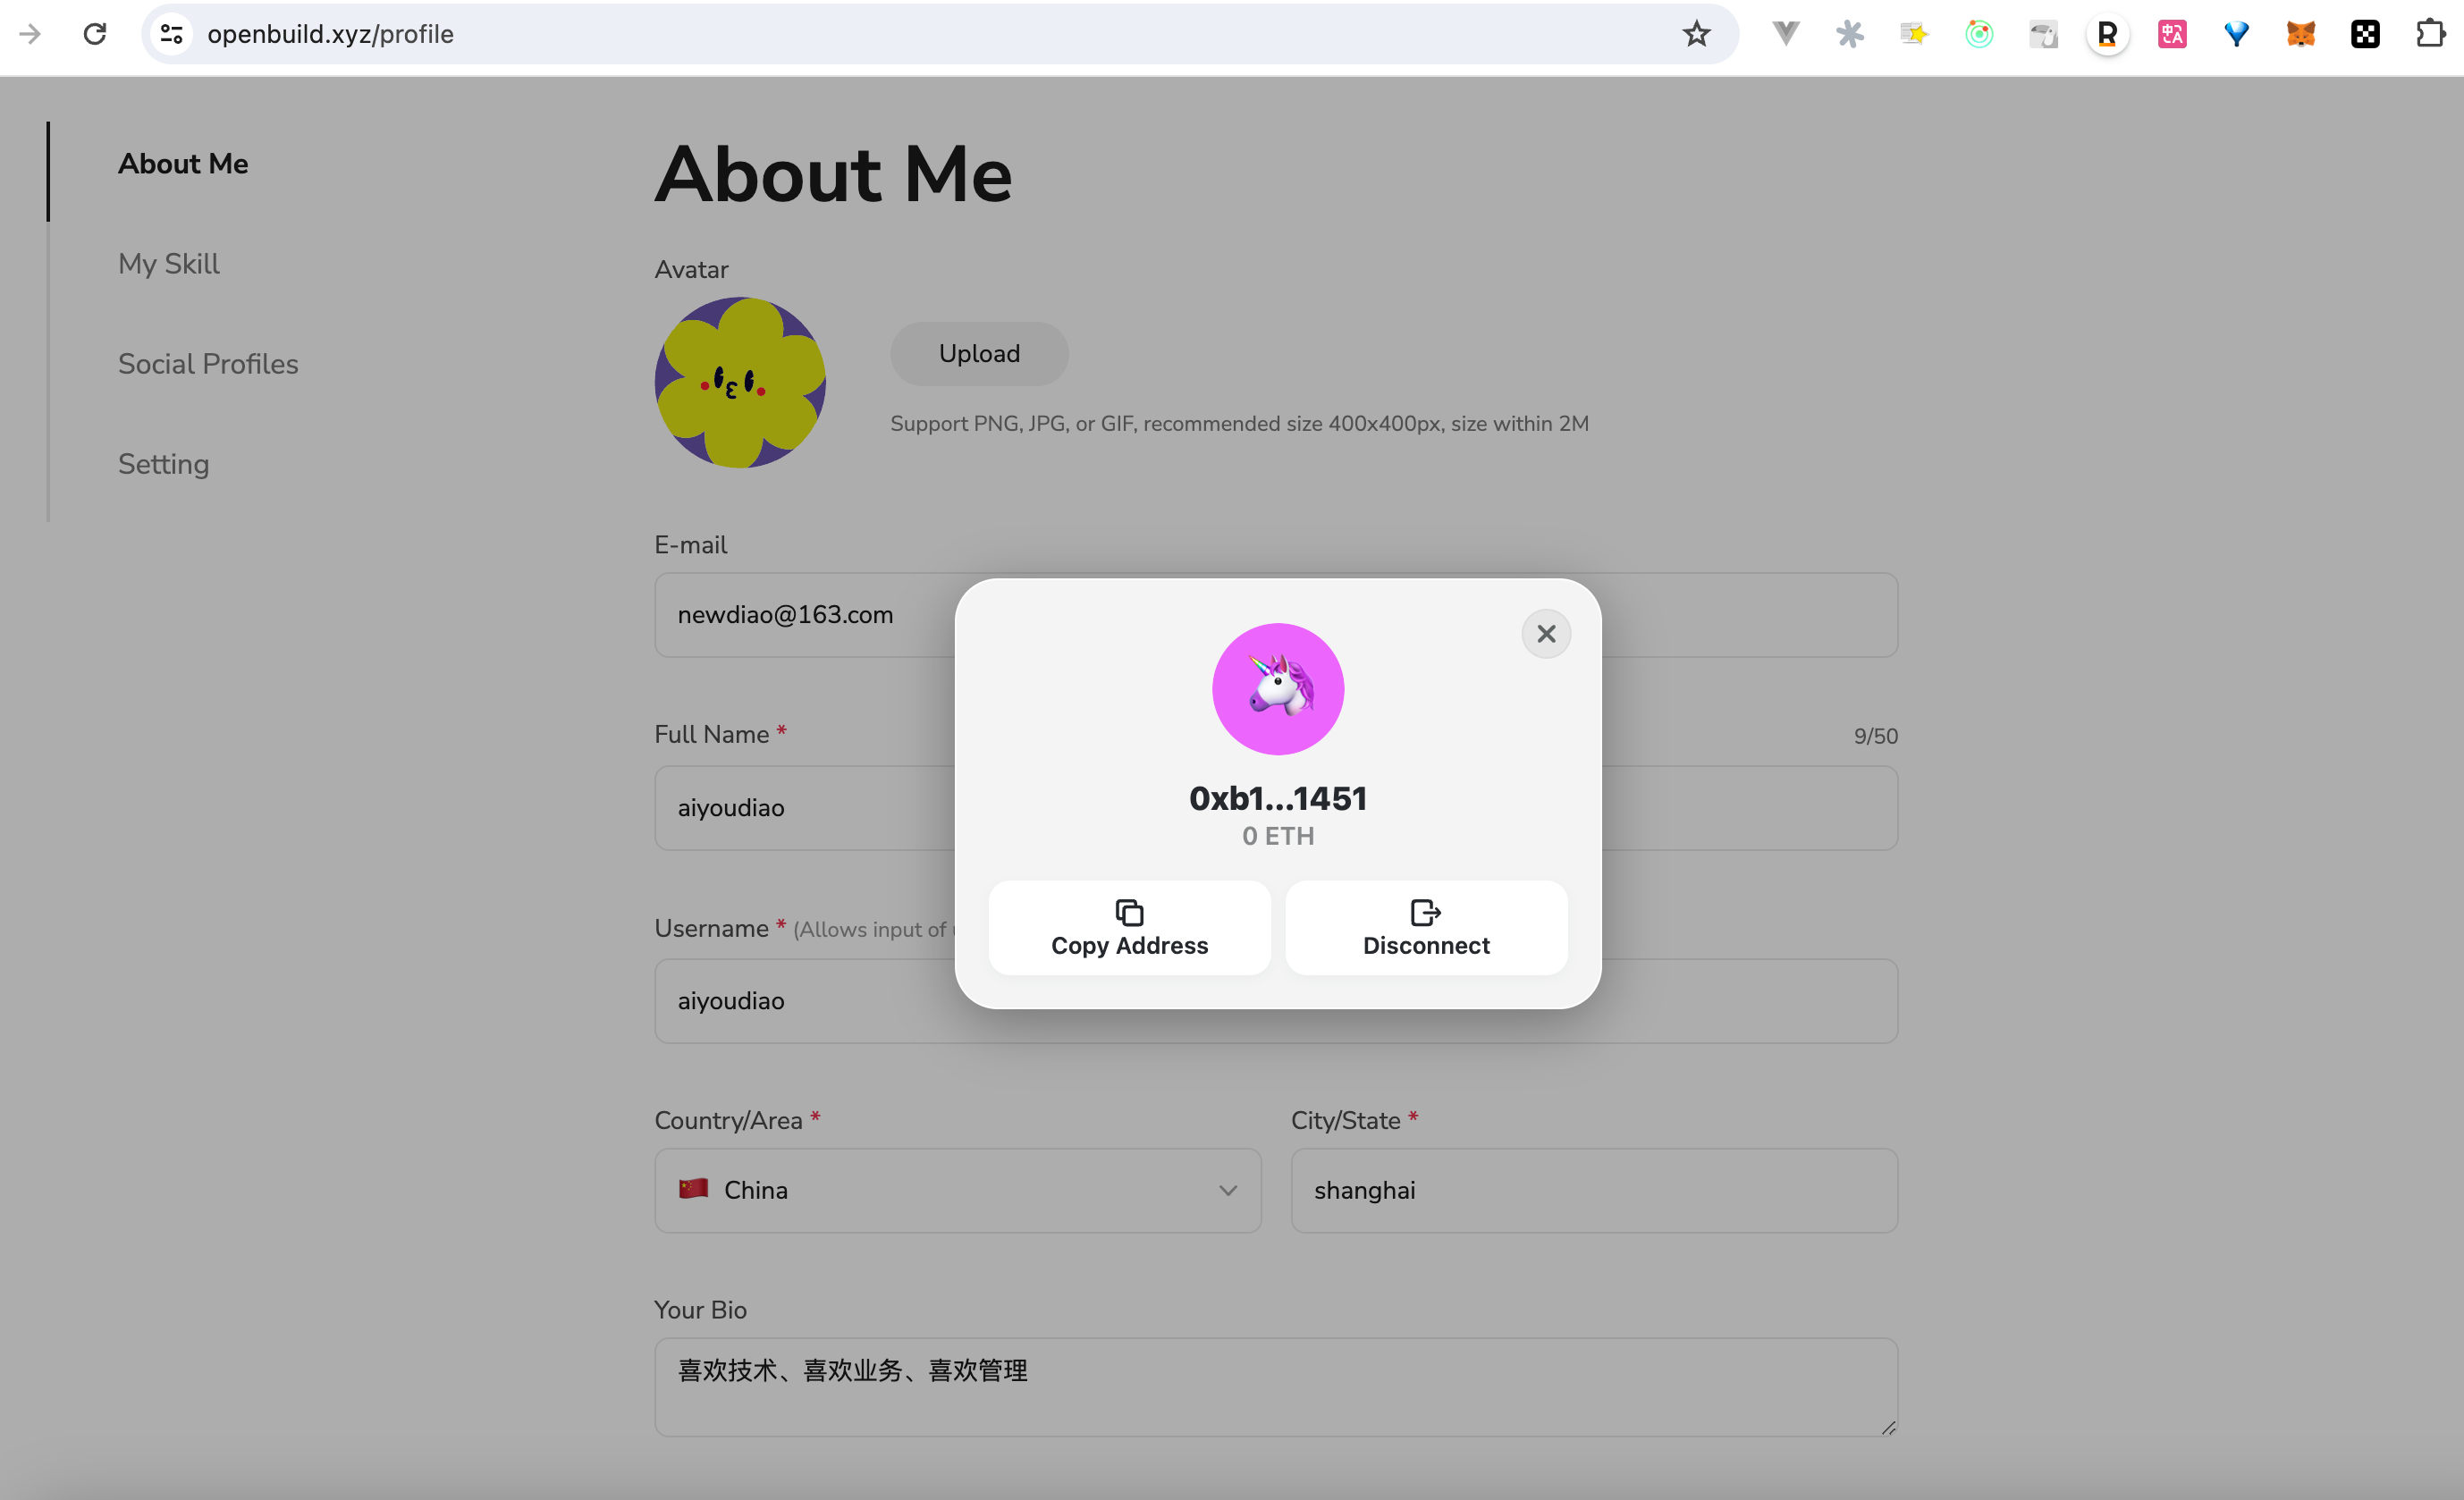 openbuild.xyz/profile
About Me
My Skill
Social Profiles
Setting
About Me
Avatar
Upload
Support PNG, JPG, or GIF, recommended size 400x400px, size within 2M
E-mail
newdiao@163.com
Full Name *
9/50
aiyoudiao
Username * (Allows input of
aiyoudiao
0xb1...1451
0 ETH
Copy Address
Disconnect
Country/Area *
City/State *
China
shanghai
Your Bio
喜欢技术、喜欢业务、喜欢管理